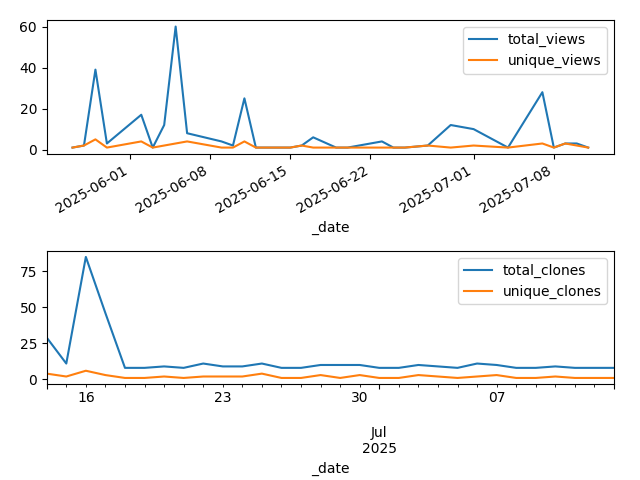 60
40
20
0
total_views
unique_views
2025-06-01
2025-06-08
2025-06-15
2025-06-22
2025-07-01
2025-07-08
_date
75
50
25
0
total_clones
unique_clones
16
23
30
07
Jul
2025
_date